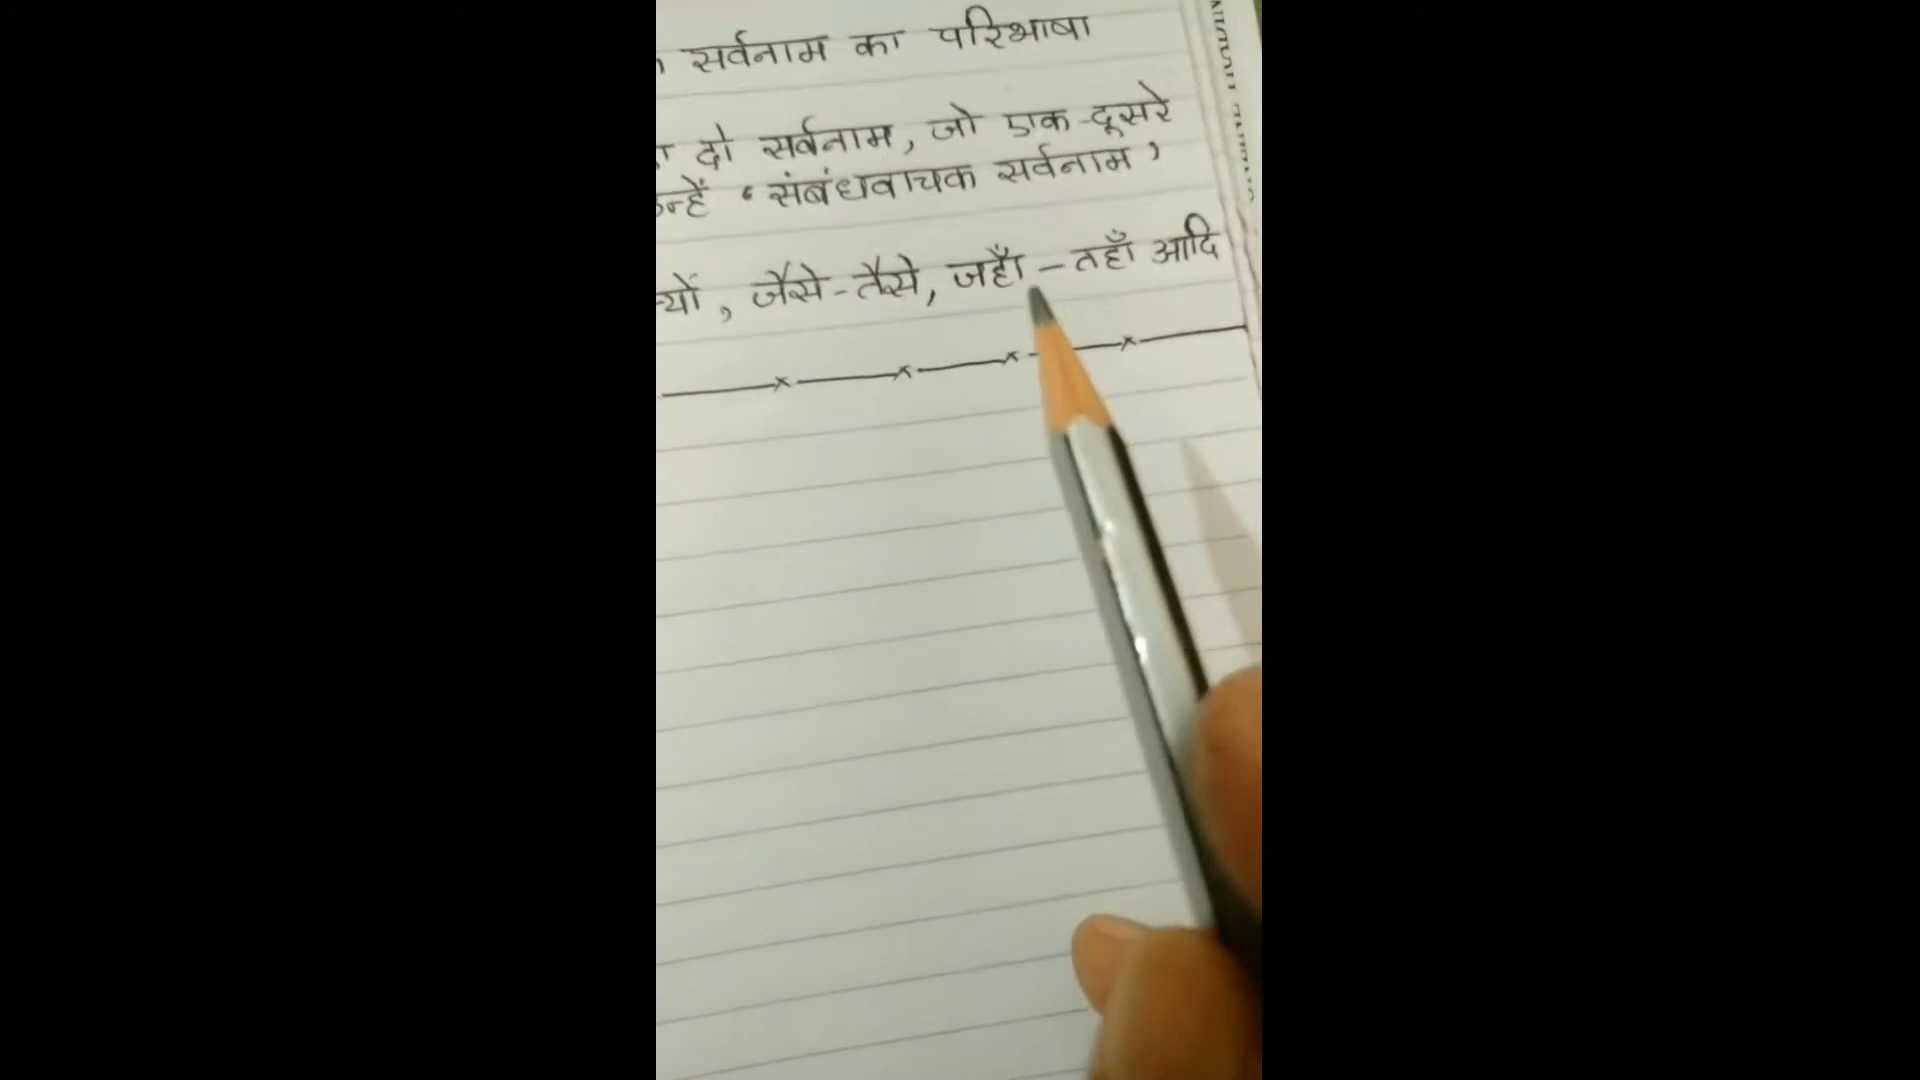 सर्वनाम का परिभाषा
दो सर्वनाम, जो एक-दूसरे
"संबंधवाचक सर्वनाम"
जैसे-तैसे, जहाँ-तहाँ आदि